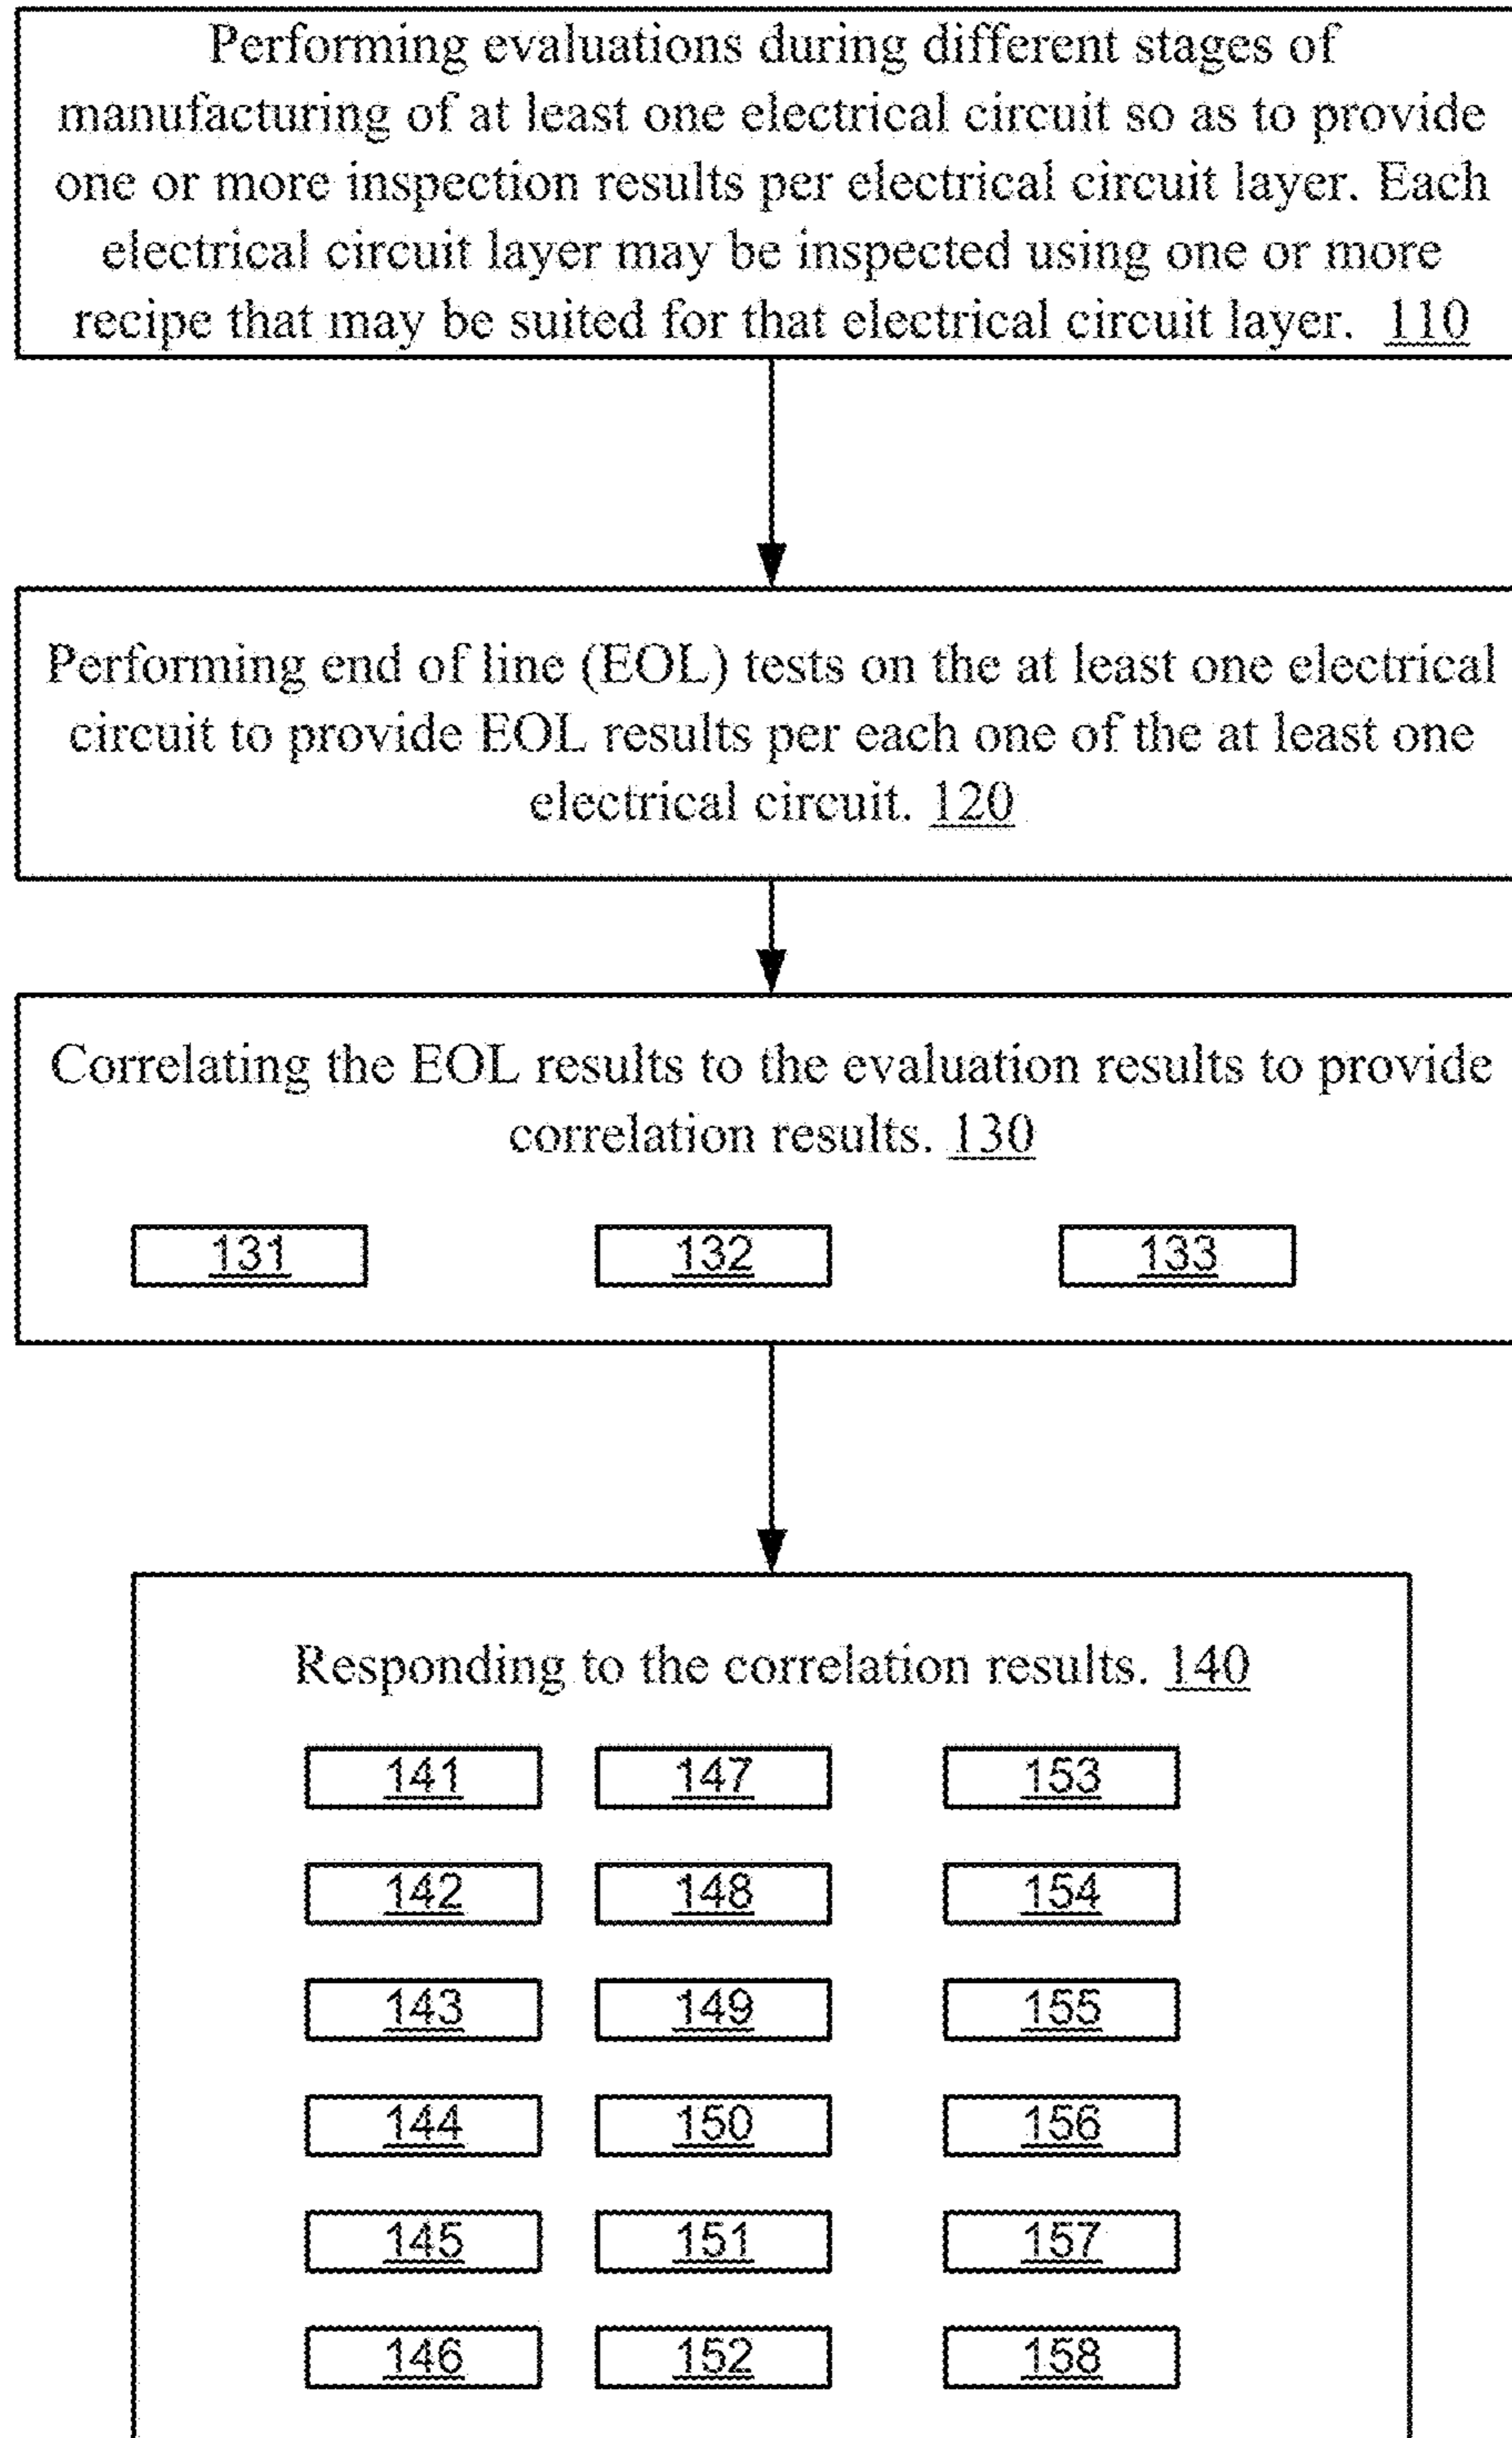 Performing evaluations during different stages of
manufacturing of at least one electrical circuit so as to provide
one or more inspection results per electrical circuit layer. Each
electrical circuit layer may be inspected using one or more
recipe that may be suited for that electrical circuit layer. 110
Performing end of line (EOL) tests on the at least one electrical
circuit to provide EOL results per each one of the at least one
electrical circuit. 120
Correlating the EOL results to the evaluation results to provide
correlation results. 130
131 132 133
Responding to the correlation results. 140
141 147 153
142 148 154
143 149 155
144 150 156
145 151 157
146 152 158